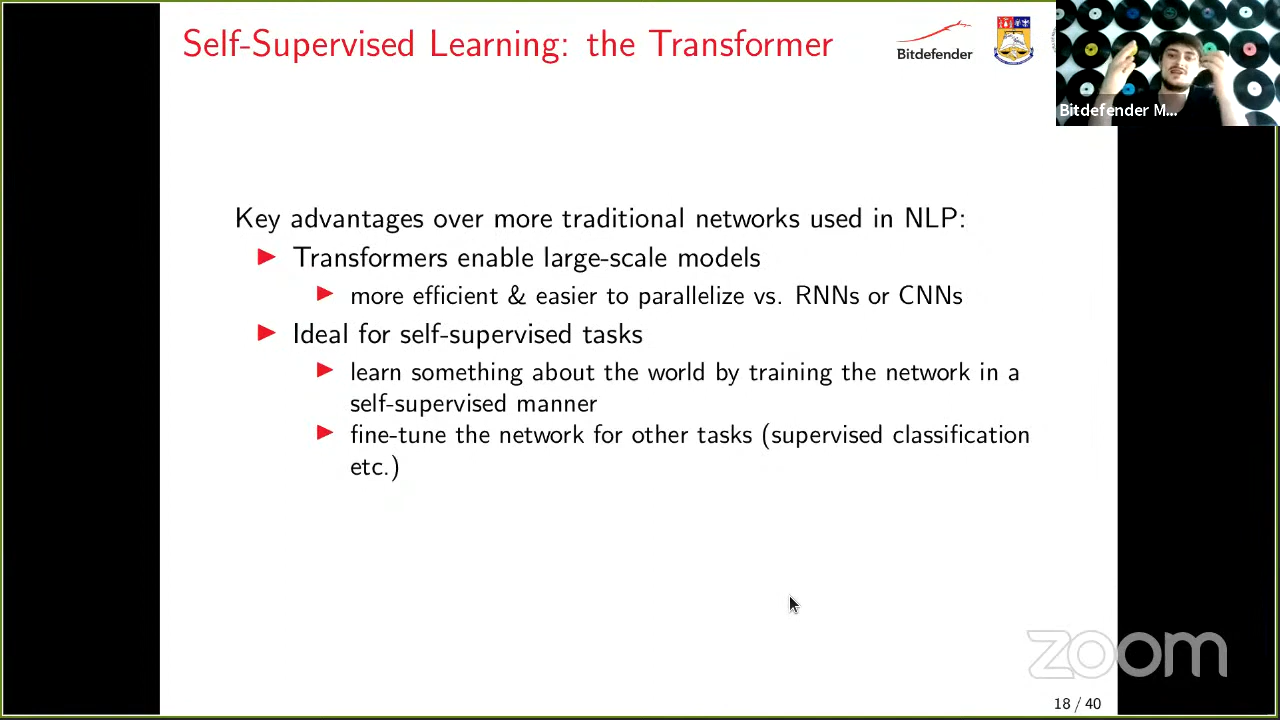 Self-Supervised Learning: the Transformer
Bitdefender
Bitdefender M...
Key advantages over more traditional networks used in NLP:
Transformers enable large-scale models
more efficient & easier to parallelize vs. RNNs or CNNs
Ideal for self-supervised tasks
learn something about the world by training the network in a
self-supervised manner
fine-tune the network for other tasks (supervised classification
etc.)
zoom
18 / 40